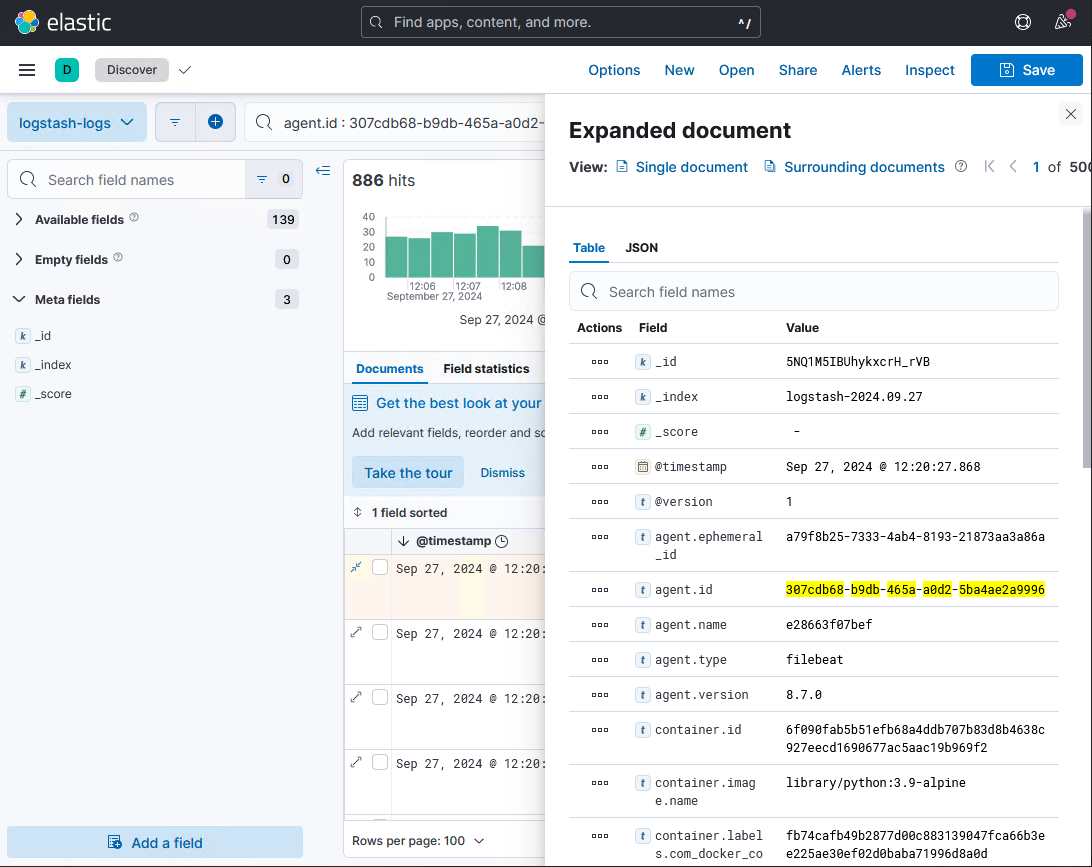 elastic
Find apps, content, and more.
^/
D
Discover
Options
New
Open
Share
Alerts
Inspect
Save
logstash-logs
agent.id : 307cdb68-b9db-465a-a0d2-
Search field names
0
Available fields
139
Empty fields
0
Meta fields
3
k _id
k _index
# _score
Add a field
886 hits
40
30
20
10
0
12:06
12:07
12:08
September 27, 2024
Sep 27, 2024 @
Documents
Field statistics
Get the best look at your
Add relevant fields, reorder and so
Take the tour
Dismiss
1 field sorted
@timestamp
Sep 27, 2024 @ 12:20:
Sep 27, 2024 @ 12:20:
Sep 27, 2024 @ 12:20:
Sep 27, 2024 @ 12:20:
Rows per page: 100
Expanded document
View:
Single document
Surrounding documents
1 of 500
Table
JSON
Search field names
Actions
Field
Value
k _id
5NQ1M5IBUhykxcrH_rVB
k _index
logstash-2024.09.27
# _score
-
@timestamp
Sep 27, 2024 @ 12:20:27.868
t @version
1
t agent.ephemeral
_id
a79f8b25-7333-4ab4-8193-21873aa3a86a
t agent.id
307cdb68-b9db-465a-a0d2-5ba4ae2a9996
t agent.name
e28663f07bef
t agent.type
filebeat
t agent.version
8.7.0
t container.id
6f090fab5b51efb68a4ddb707b83d8b4638c
927eecd1690677ac5aac19b969f2
t container.imag
e.name
library/python:3.9-alpine
t container.label
s.com_docker_co
fb74cafb49b2877d00c883139047fca66b3e
e225ae30ef02d0baba71996d8a0d